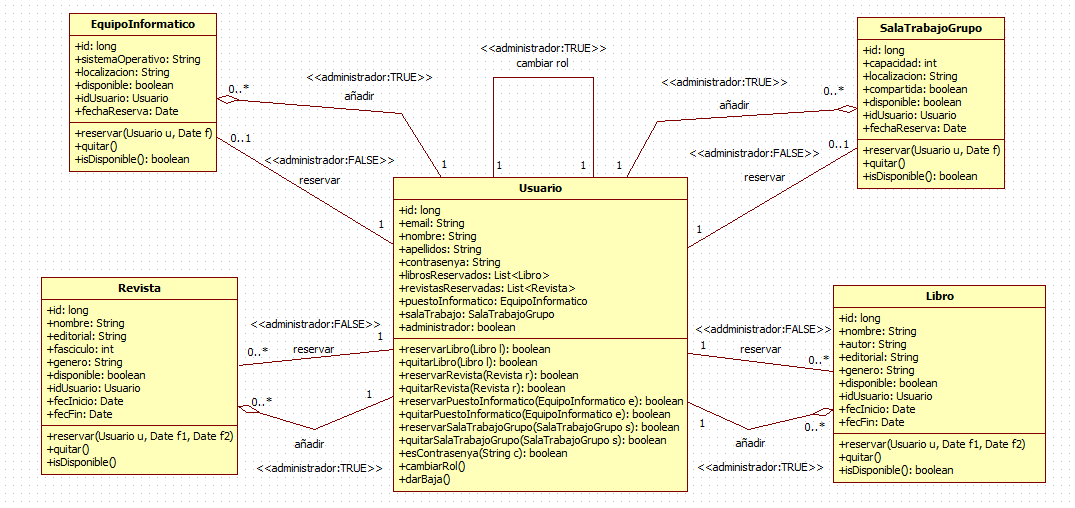 EquipoInformatico
+id: long
+sistemaOperativo: String
+localizacion: String
+disponible: boolean
+idUsuario: Usuario
+fechaReserva: Date
+reservar(Usuario u, Date f)
+quitar()
+isDisponible(): boolean
0..*
<<administrador:TRUE>>
añadir
1
0..1
<<administrador:FALSE>>
reservar
1
<<administrador:TRUE>>
cambiar rol
1
1
SalaTrabajoGrupo
+id: long
+capacidad: int
+localizacion: String
+compartida: boolean
+disponible: boolean
+idUsuario: Usuario
+fechaReserva: Date
+reservar(Usuario u, Date f)
+quitar()
+isDisponible(): boolean
<<administrador:TRUE>>
0..*
añadir
1
<<administrador:FALSE>>
0..1
reservar
1
Usuario
+id: long
+email: String
+nombre: String
+apellidos: String
+contrasenya: String
+librosReservados: List<Libro>
+revistasReservadas: List<Revista>
+puestoInformatico: EquipoInformatico
+salaTrabajo: SalaTrabajoGrupo
+administrador: boolean
+reservarLibro(Libro l): boolean
+quitarLibro(Libro l): boolean
+reservarRevista(Revista r): boolean
+quitarRevista(Revista r): boolean
+reservarPuestoInformatico(EquipoInformatico e): boolean
+quitarPuestoInformatico(EquipoInformatico e): boolean
+reservarSalaTrabajoGrupo(SalaTrabajoGrupo s): boolean
+quitarSalaTrabajoGrupo(SalaTrabajoGrupo s): boolean
+esContrasenya(String c): boolean
+cambiarRol()
+darBaja()
Revista
+id: long
+nombre: String
+editorial: String
+fasciculo: int
+genero: String
+disponible: boolean
+idUsuario: Usuario
+fecInicio: Date
+fecFin: Date
+reservar(Usuario u, Date f1, Date f2)
+quitar()
+isDisponible()
<<administrador:FALSE>>
1
0..*
reservar
1
0..*
añadir
<<administrador:TRUE>>
Libro
+id: long
+nombre: String
+autor: String
+editorial: String
+genero: String
+disponible: boolean
+idUsuario: Usuario
+fecInicio: Date
+fecFin: Date
+reservar(Usuario u, Date f1, Date f2)
+quitar()
+isDisponible(): boolean
<<addministrador:FALSE>>
1
reservar
0..*
1
0..*
añadir
<<administrador:TRUE>>